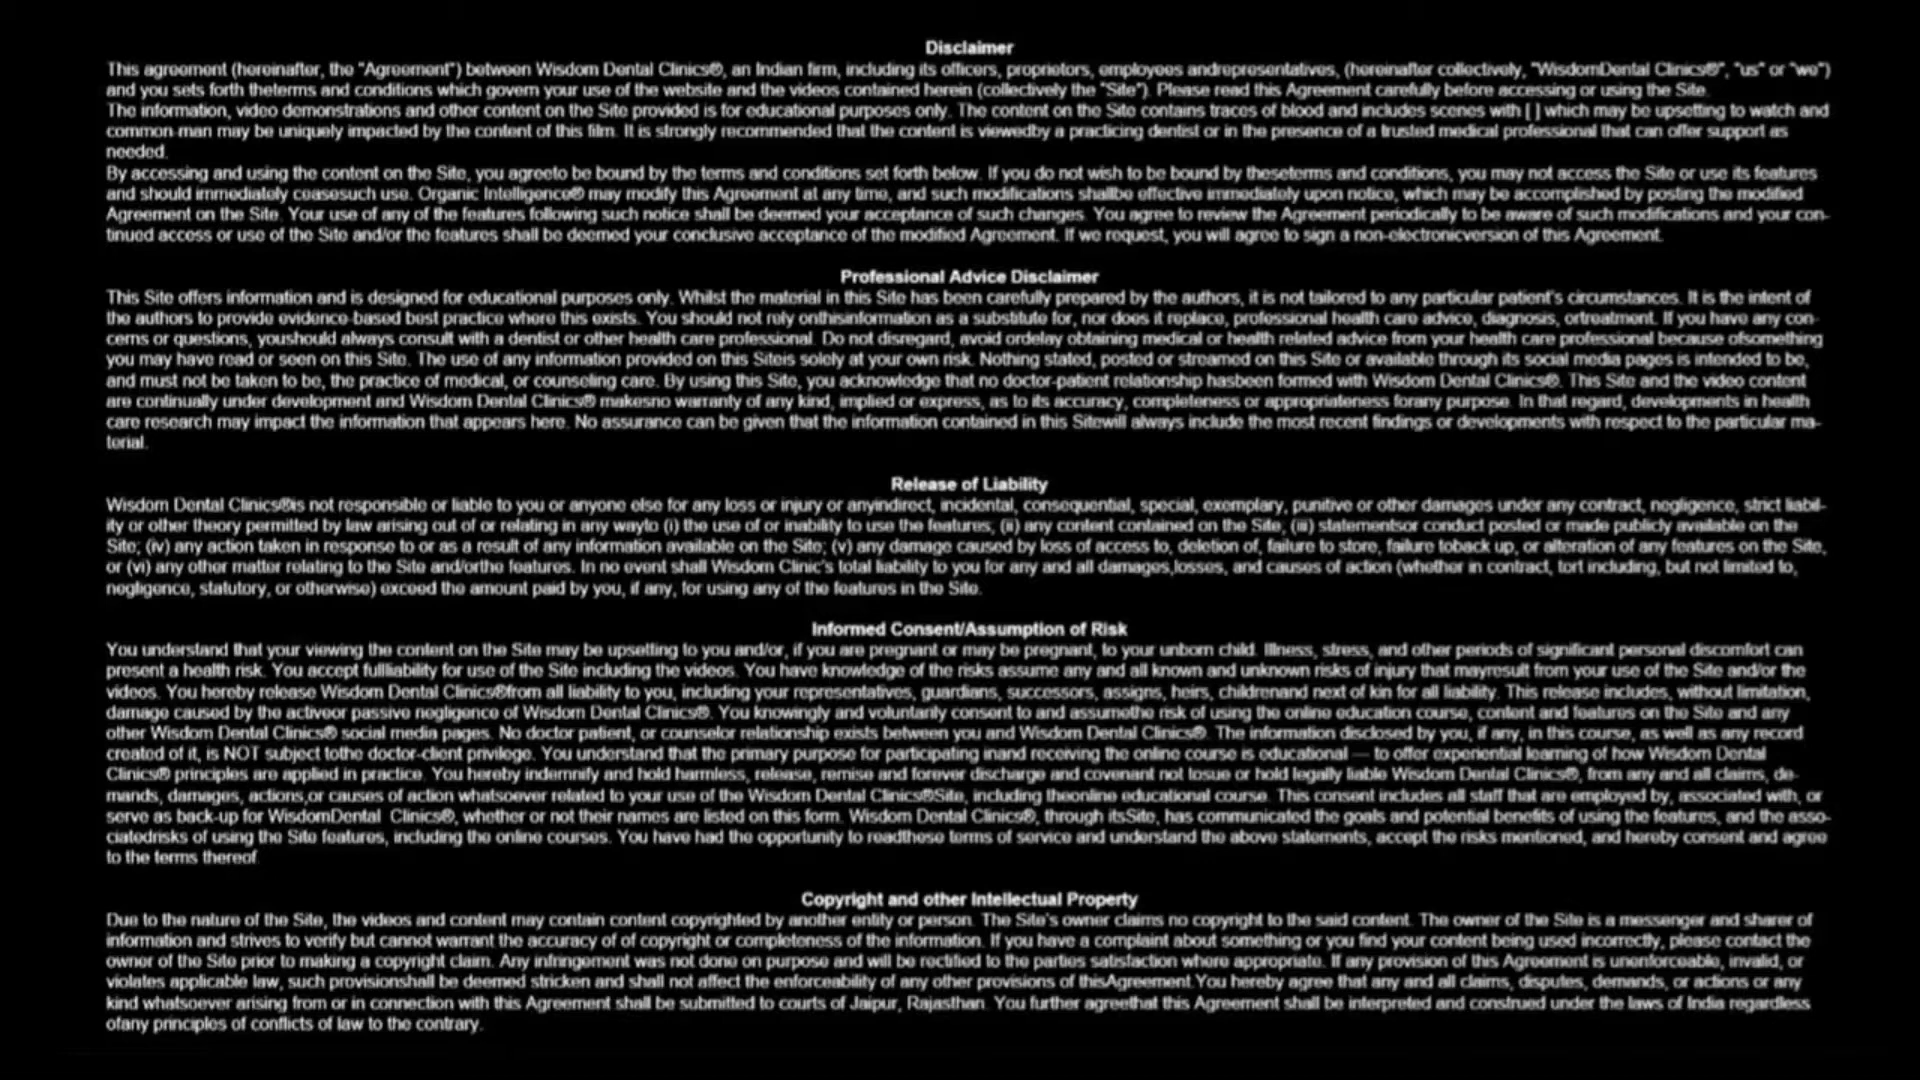 Disclaimer
This agreement (hereinafter, the "Agreement") between Wisdom Dental Clinics®, an Indian firm, including its officers, proprietors, employees andrepresentatives, (hereinafter collectively, "WisdomDental Clinics®", "us" or "we")
and you sets forth theterms and conditions which govern your use of the website and the videos contained herein (collectively the "Site"). Please read this Agreement carefully before accessing or using the Site.
The information, video demonstrations and other content on the Site provided is for educational purposes only. The content on the Site contains traces of blood and includes scenes with [ ] which may be upsetting to watch and
common-man may be uniquely impacted by the content of this film. It is strongly recommended that the content is viewedby a practicing dentist or in the presence of a trusted medical professional that can offer support as
needed.
By accessing and using the content on the Site, you agreeto be bound by the terms and conditions set forth below. If you do not wish to be bound by theseterms and conditions, you may not access the Site or use its features
and should immediately ceasesuch use. Organic Intelligence® may modify this Agreement at any time, and such modifications shallbe effective immediately upon notice, which may be accomplished by posting the modified
Agreement on the Site. Your use of any of the features following such notice shall be deemed your acceptance of such changes. You agree to review the Agreement periodically to be aware of such modifications and your con-
tinued access or use of the Site and/or the features shall be deemed your conclusive acceptance of the modified Agreement. If we request, you will agree to sign a non-electronicversion of this Agreement.
Professional Advice Disclaimer
This Site offers information and is designed for educational purposes only. Whilst the material in this Site has been carefully prepared by the authors, it is not tailored to any particular patient's circumstances. It is the intent of
the authors to provide evidence-based best practice where this exists. You should not rely onthisinformation as a substitute for, nor does it replace, professional health care advice, diagnosis, ortreatment. If you have any con-
cerns or questions, youshould always consult with a dentist or other health care professional. Do not disregard, avoid ordelay obtaining medical or health related advice from your health care professional because ofsomething
you may have read or seen on this Site. The use of any information provided on this Siteis solely at your own risk. Nothing stated, posted or streamed on this Site or available through its social media pages is intended to be,
and must not be taken to be, the practice of medical, or counseling care. By using this Site, you acknowledge that no doctor-patient relationship hasbeen formed with Wisdom Dental Clinics®. This Site and the video content
are continually under development and Wisdom Dental Clinics® makesno warranty of any kind, implied or express, as to its accuracy, completeness or appropriateness forany purpose. In that regard, developments in health
care research may impact the information that appears here. No assurance can be given that the information contained in this Sitewill always include the most recent findings or developments with respect to the particular ma-
terial.
Release of Liability
Wisdom Dental Clinics®is not responsible or liable to you or anyone else for any loss or injury or anyindirect, incidental, consequential, special, exemplary, punitive or other damages under any contract, negligence, strict liabil-
ity or other theory permitted by law arising out of or relating in any wayto (i) the use of or inability to use the features; (ii) any content contained on the Site; (iii) statementsor conduct posted or made publicly available on the
Site; (iv) any action taken in response to or as a result of any information available on the Site; (v) any damage caused by loss of access to, deletion of, failure to store, failure toback up, or alteration of any features on the Site,
or (vi) any other matter relating to the Site and/orthe features. In no event shall Wisdom Clinic's total liability to you for any and all damages,losses, and causes of action (whether in contract, tort including, but not limited to,
negligence, statutory, or otherwise) exceed the amount paid by you, if any, for using any of the features in the Site.
Informed Consent/Assumption of Risk
You understand that your viewing the content on the Site may be upsetting to you and/or, if you are pregnant or may be pregnant, to your unborn child. Illness, stress, and other periods of significant personal discomfort can
present a health risk. You accept fullliability for use of the Site including the videos. You have knowledge of the risks assume any and all known and unknown risks of injury that mayresult from your use of the Site and/or the
videos. You hereby release Wisdom Dental Clinics®from all liability to you, including your representatives, guardians, successors, assigns, heirs, childrenand next of kin for all liability. This release includes, without limitation,
damage caused by the activeor passive negligence of Wisdom Dental Clinics®. You knowingly and voluntarily consent to and assumethe risk of using the online education course, content and features on the Site and any
other Wisdom Dental Clinics® social media pages. No doctor patient, or counselor relationship exists between you and Wisdom Dental Clinics®. The information disclosed by you, if any, in this course, as well as any record
created of it, is NOT subject tothe doctor-client privilege. You understand that the primary purpose for participating inand receiving the online course is educational — to offer experiential learning of how Wisdom Dental
Clinics® principles are applied in practice. You hereby indemnify and hold harmless, release, remise and forever discharge and covenant not tosue or hold legally liable Wisdom Dental Clinics®, from any and all claims, de-
mands, damages, actions,or causes of action whatsoever related to your use of the Wisdom Dental Clinics®Site, including theonline educational course. This consent includes all staff that are employed by, associated with, or
serve as back-up for WisdomDental Clinics®, whether or not their names are listed on this form. Wisdom Dental Clinics®, through itsSite, has communicated the goals and potential benefits of using the features, and the asso-
ciatedrisks of using the Site features, including the online courses. You have had the opportunity to readthese terms of service and understand the above statements, accept the risks mentioned, and hereby consent and agree
to the terms thereof.
Copyright and other Intellectual Property
Due to the nature of the Site, the videos and content may contain content copyrighted by another entity or person. The Site's owner claims no copyright to the said content. The owner of the Site is a messenger and sharer of
information and strives to verify but cannot warrant the accuracy of of copyright or completeness of the information. If you have a complaint about something or you find your content being used incorrectly, please contact the
owner of the Site prior to making a copyright claim. Any infringement was not done on purpose and will be rectified to the parties satisfaction where appropriate. If any provision of this Agreement is unenforceable, invalid, or
violates applicable law, such provisionshall be deemed stricken and shall not affect the enforceability of any other provisions of thisAgreement.You hereby agree that any and all claims, disputes, demands, or actions or any
kind whatsoever arising from or in connection with this Agreement shall be submitted to courts of Jaipur, Rajasthan. You further agreethat this Agreement shall be interpreted and construed under the laws of India regardless
ofany principles of conflicts of law to the contrary.